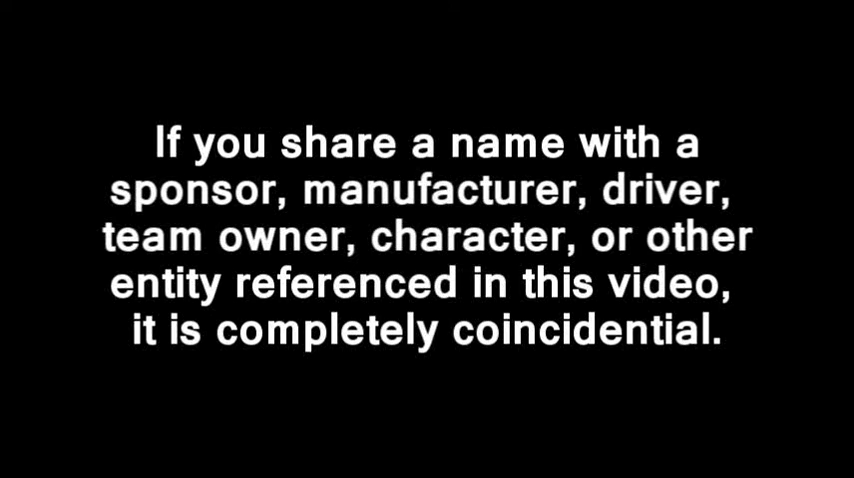 If you share a name with a
sponsor, manufacturer, driver,
team owner, character, or other
entity referenced in this video,
it is completely coincidential.